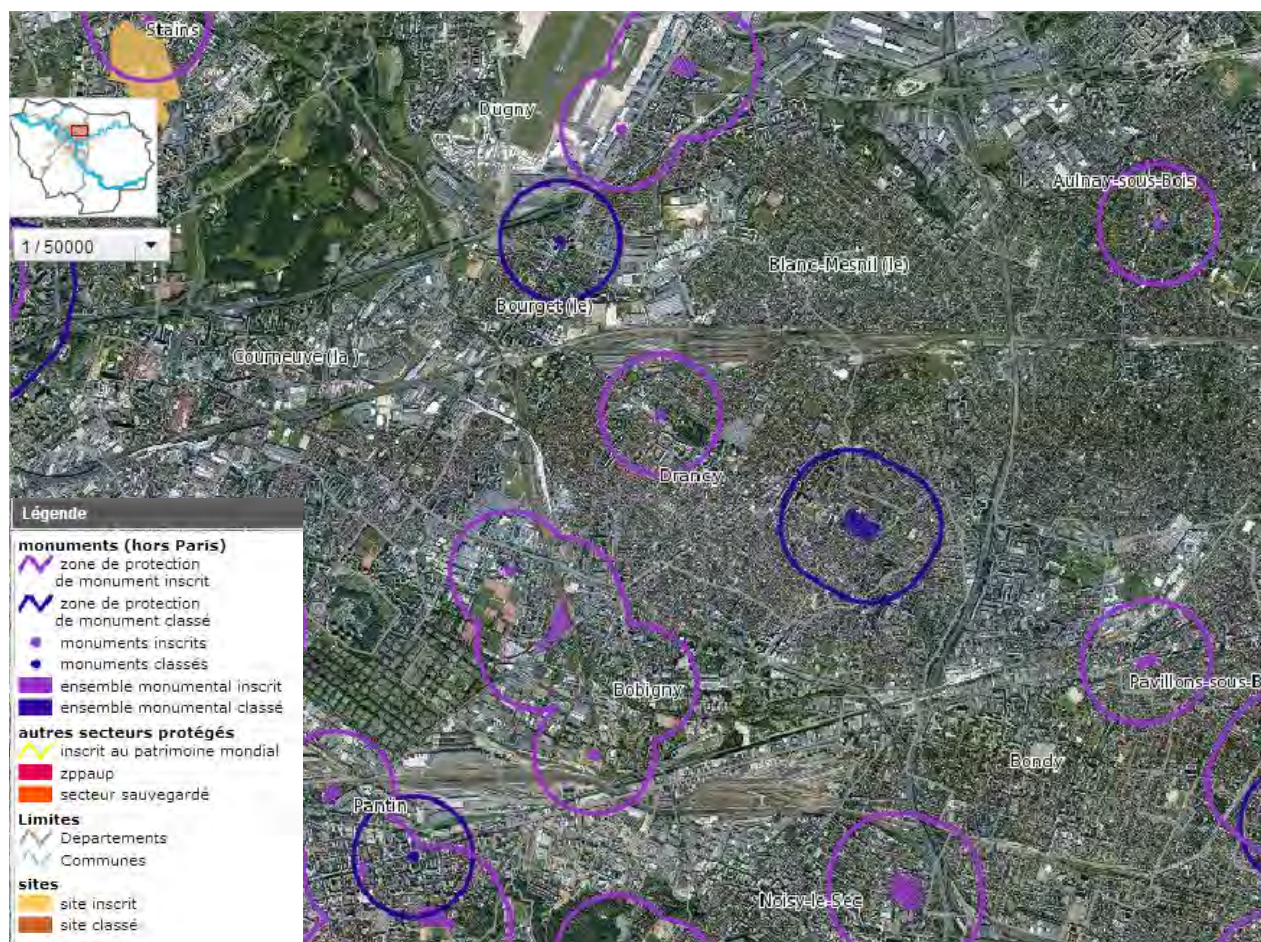 Stains
Dugny
Aulnay-sous-Bois
1 / 50000
Blanc-Mesnil (le)
Bourget (le)
Courneuve (la )
Drancy
Légende
monuments (hors Paris)
zone de protection
de monument inscrit
zone de protection
de monument classé
monuments inscrits
monuments classés
ensemble monumental inscrit
ensemble monumental classé
autres secteurs protégés
inscrit au patrimoine mondial
zppaup
secteur sauvegardé
Limites
Departements
Communes
sites
site inscrit
site classé
Bobigny
Pavillons-sous-B
Bondy
Pantin
Noisy-le-Sec